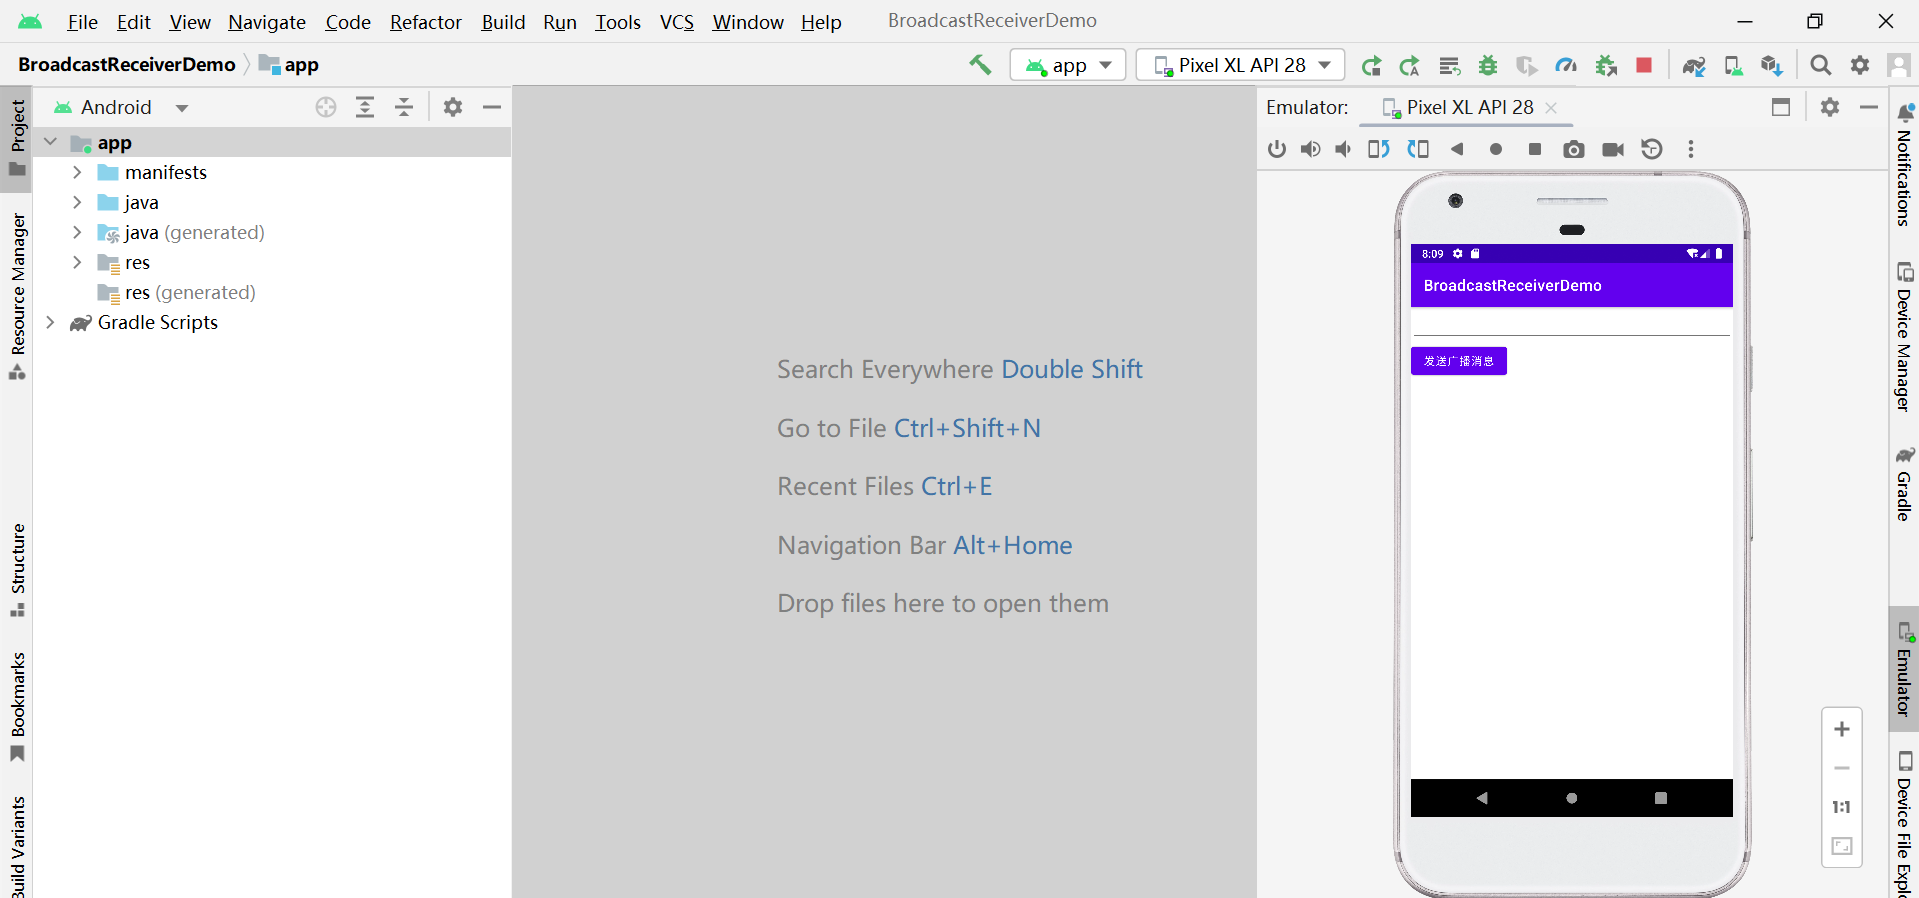 File Edit View Navigate Code Refactor Build Run Tools VCS Window Help BroadcastReceiverDemo
BroadcastReceiverDemo app
app Pixel XL API 28
Android
Emulator: Pixel XL API 28
app
manifests
java
java (generated)
res
res (generated)
Gradle Scripts
Project
Resource Manager
Structure
Bookmarks
Build Variants
Search Everywhere Double Shift
Go to File Ctrl+Shift+N
Recent Files Ctrl+E
Navigation Bar Alt+Home
Drop files here to open them
8:09
BroadcastReceiverDemo
发送广播消息
1:1
Notifications
Device Manager
Gradle
Emulator
Device File Explo